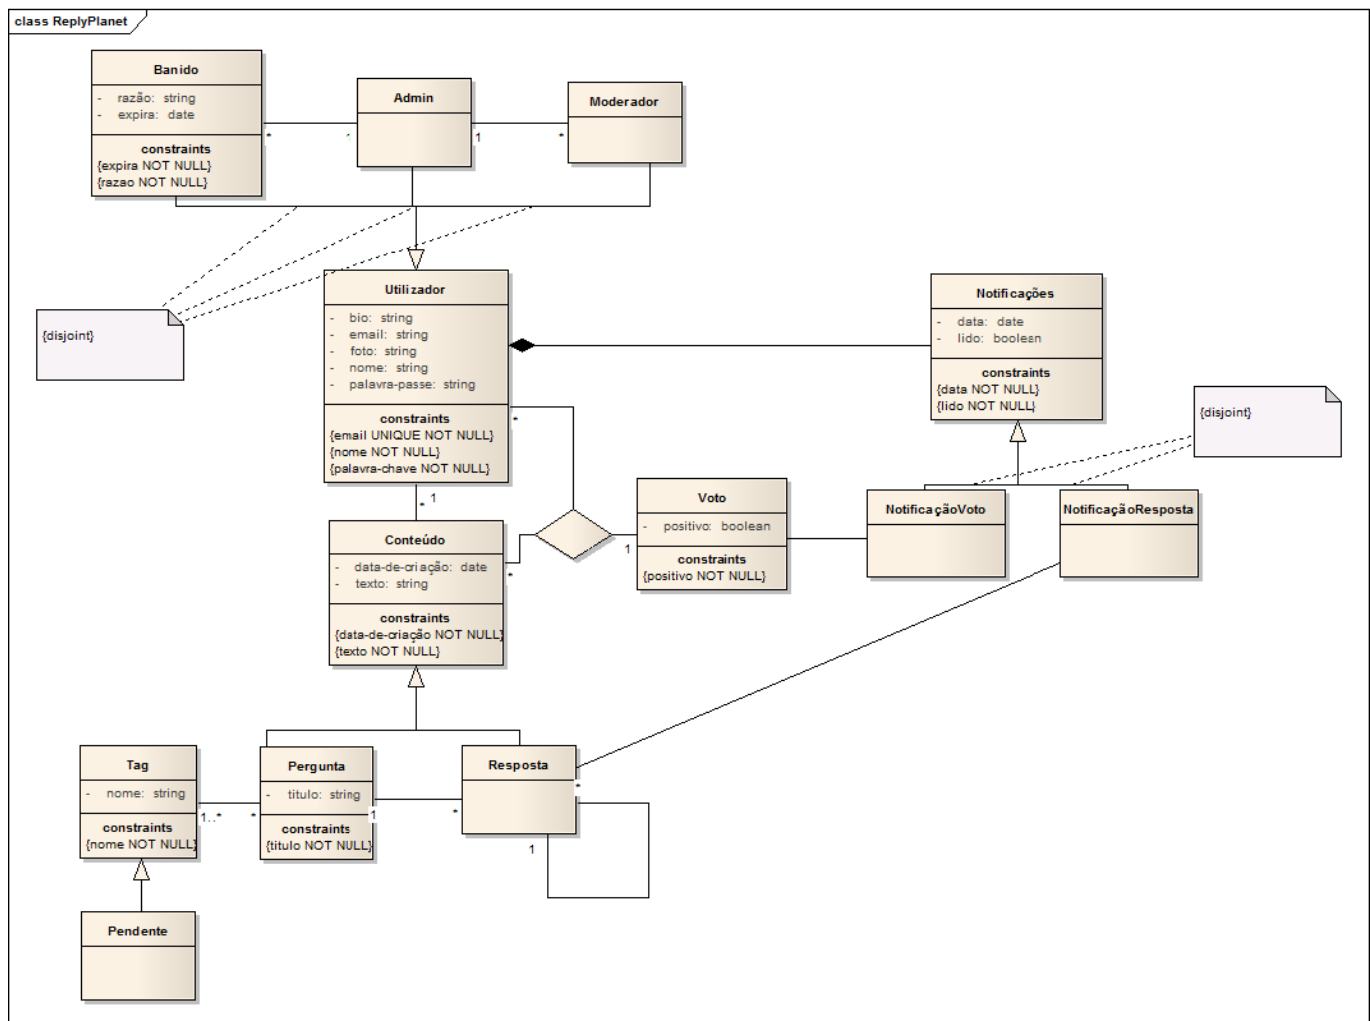 class ReplyPlanet
Banido
- razão: string
- expira: date
constraints
{expira NOT NULL}
{razao NOT NULL}
Admin
Moderador
*
1
1
*
{disjoint}
Utilizador
- bio: string
- email: string
- foto: string
- nome: string
- palavra-passe: string
constraints
{email UNIQUE NOT NULL}
{nome NOT NULL}
{palavra-chave NOT NULL}
Notificações
- data: date
- lido: boolean
constraints
{data NOT NULL}
{lido NOT NULL}
{disjoint}
*
1
*
Voto
- positivo: boolean
constraints
{positivo NOT NULL}
NotificaçãoVoto
NotificaçãoResposta
Conteúdo
- data-de-criação: date
- texto: string
constraints
{data-de-criação NOT NULL}
{texto NOT NULL}
*
1
Tag
- nome: string
constraints
{nome NOT NULL}
1..*
*
Pergunta
- titulo: string
constraints
{titulo NOT NULL}
1
*
Resposta
*
1
Pendente